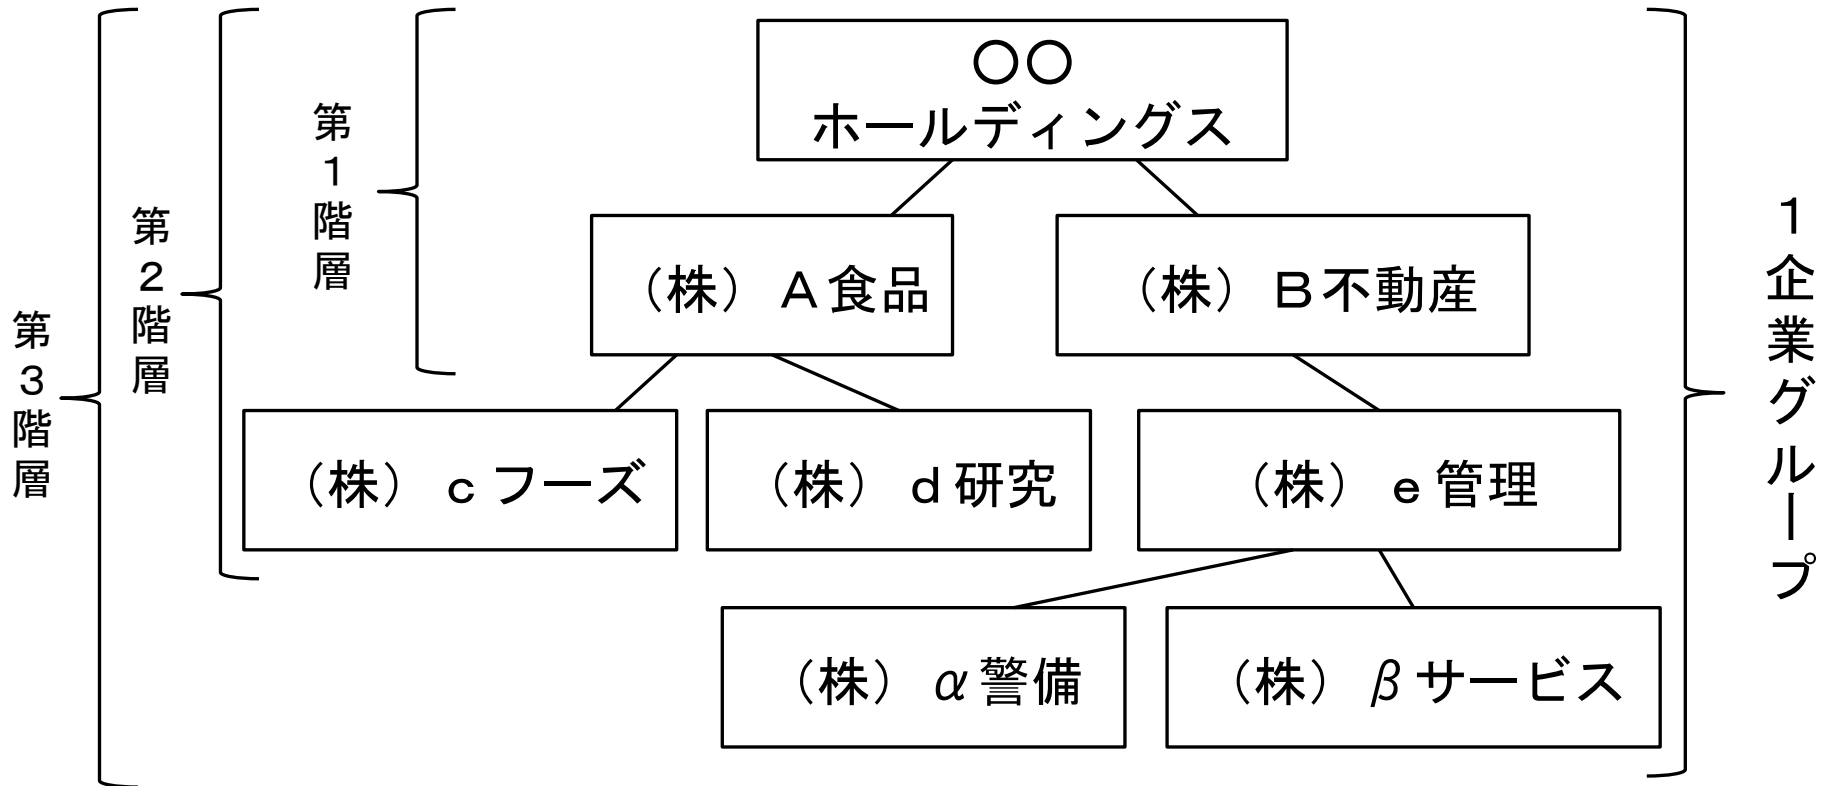 ○○
ホールディングス
第1階層
(株) A食品
(株) B不動産
第2階層
(株) cフーズ
(株) d研究
(株) e管理
第3階層
(株) α警備
(株) βサービス
1企業グループ